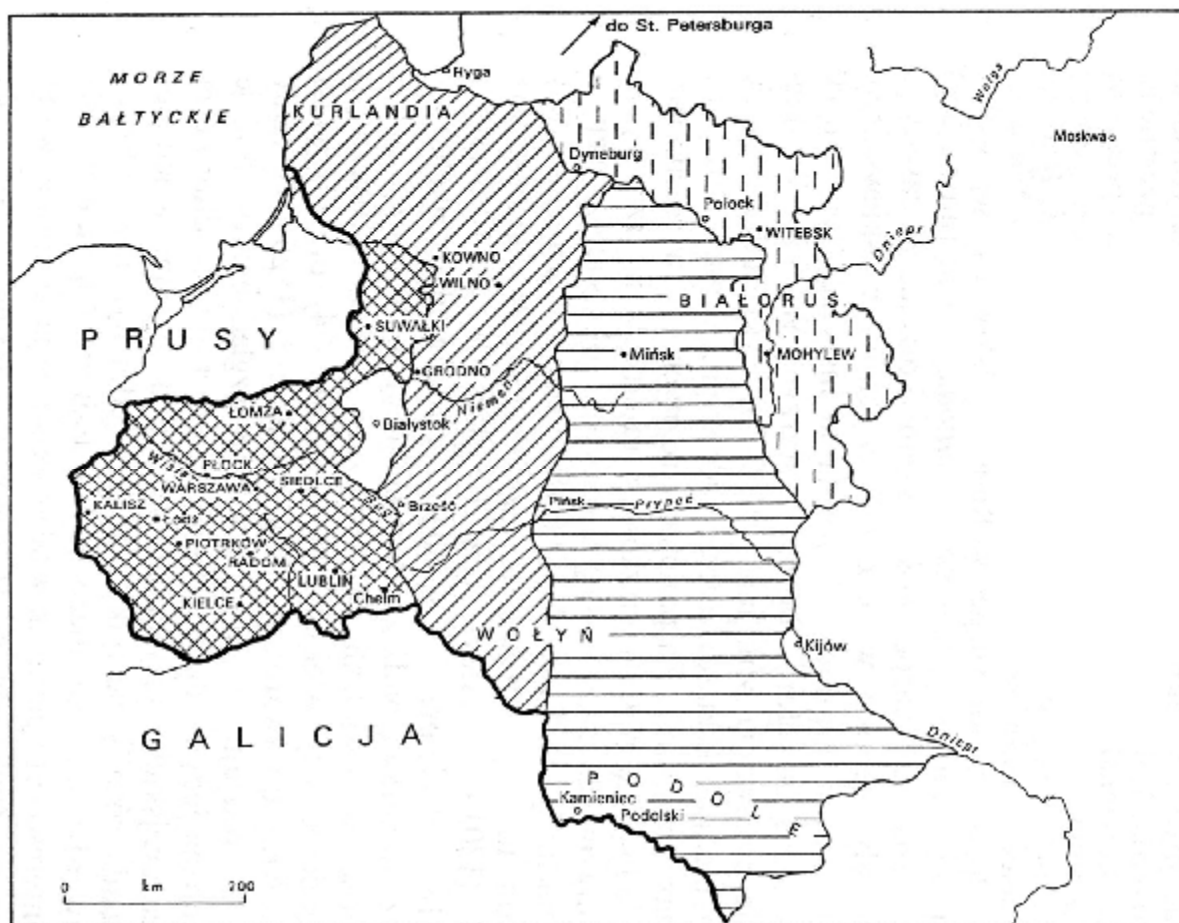 do St. Petersburga
MORZE
BAŁTYCKIE
Ryga
Wołga
KURLANDIA
Moskwa
Dyneburg
Połock
WITEBSK
Dniepr
KOWNO
WILNO
BIAŁORUŚ
PRUSY
SUWAŁKI
Mińsk
MOHYLEW
GRODNO
Niemen
ŁOMŻA
Białystok
Wisła
PŁOCK
SIEDLCE
WARSZAWA
Bug
KALISZ
Brześć
Pińsk
Prypeć
Łódź
PIOTRKÓW
RADOM
LUBLIN
Chełm
KIELCE
WOŁYŃ
Kijów
GALICJA
Dniepr
PODOLE
Kamieniec
Podolski
0 km 200